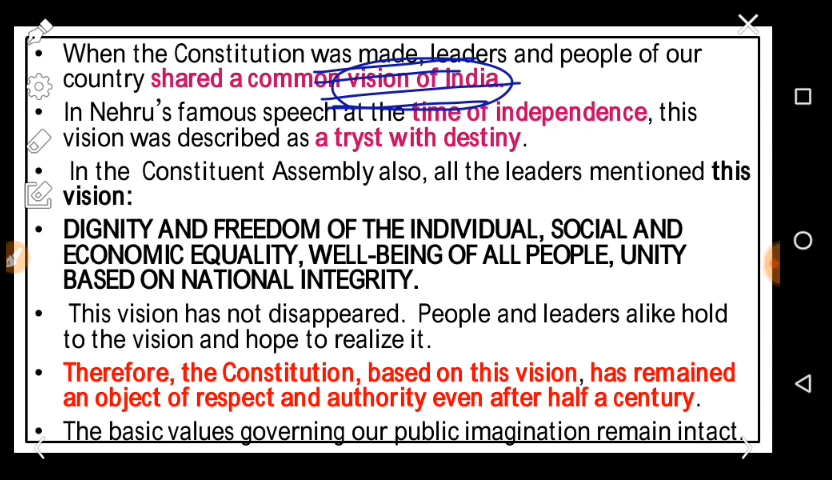 • When the Constitution was made, leaders and people of our
country shared a common vision of India.
• In Nehru's famous speech at the time of independence, this
vision was described as a tryst with destiny.
• In the Constituent Assembly also, all the leaders mentioned this
vision:
• DIGNITY AND FREEDOM OF THE INDIVIDUAL, SOCIAL AND
ECONOMIC EQUALITY, WELL-BEING OF ALL PEOPLE, UNITY
BASED ON NATIONAL INTEGRITY.
• This vision has not disappeared. People and leaders alike hold
to the vision and hope to realize it.
• Therefore, the Constitution, based on this vision, has remained
an object of respect and authority even after half a century.
• The basic values governing our public imagination remain intact.